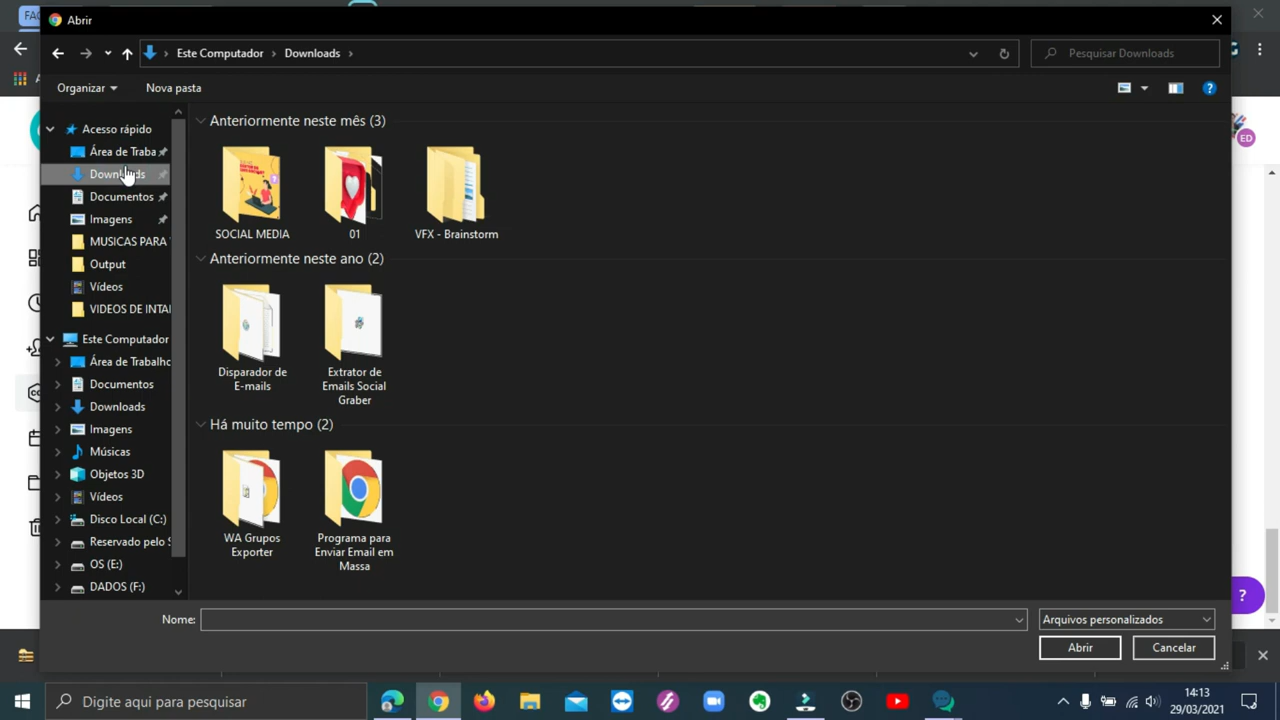 FAC
Abrir
Este Computador
Downloads
Pesquisar Downloads
Organizar
Nova pasta
Acesso rápido
Área de Traba
Downloads
Documentos
Imagens
MUSICAS PARA
Output
Vídeos
VIDEOS DE INTA
Este Computador
Área de Trabalho
Documentos
Downloads
Imagens
Músicas
Objetos 3D
Vídeos
Disco Local (C:)
Reservado pelo S
OS (E:)
DADOS (F:)
Anteriormente neste mês (3)
SOCIAL MEDIA
01
VFX - Brainstorm
Anteriormente neste ano (2)
Disparador de
E-mails
Extrator de
Emails Social
Graber
Há muito tempo (2)
WA Grupos
Exporter
Programa para
Enviar Email em
Massa
Nome:
Arquivos personalizados
Abrir
Cancelar
ED
?
Digite aqui para pesquisar
14:13
29/03/2021